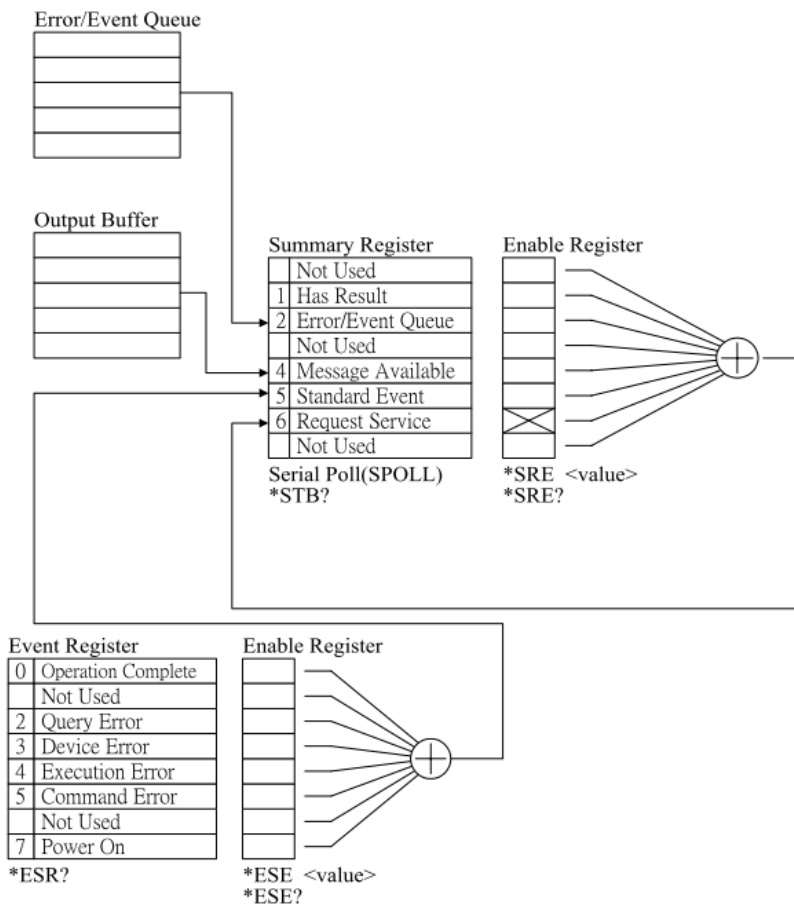 Error/Event Queue
Output Buffer
Summary Register
Not Used
1 Has Result
2 Error/Event Queue
Not Used
4 Message Available
5 Standard Event
6 Request Service
Not Used
Serial Poll(SPOLL)
*STB?
Enable Register
*SRE <value>
*SRE?
Event Register
0 Operation Complete
Not Used
2 Query Error
3 Device Error
4 Execution Error
5 Command Error
Not Used
7 Power On
*ESR?
Enable Register
*ESE <value>
*ESE?